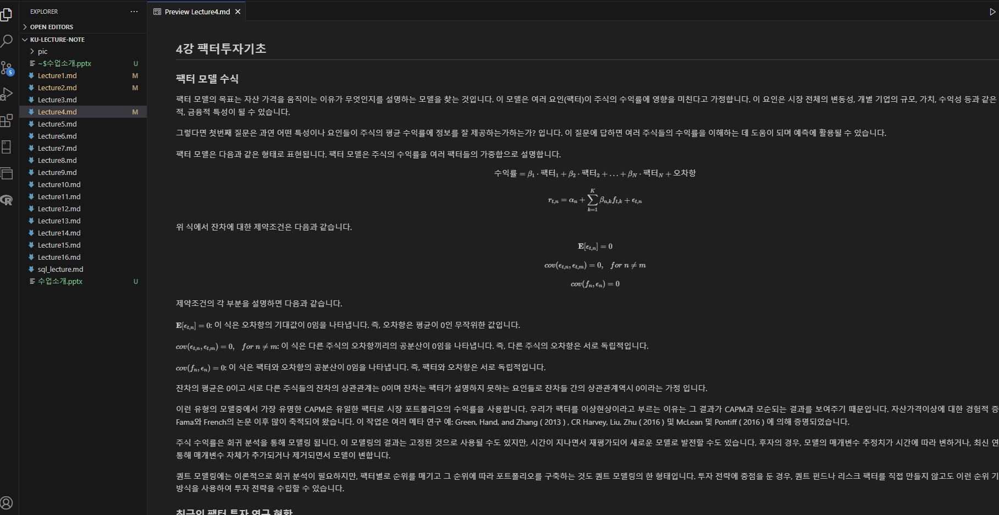 EXPLORER
Preview Lecture4.md
OPEN EDITORS
KU-LECTURE-NOTE
pic
~$수업소개.pptx U
Lecture1.md M
Lecture2.md M
Lecture3.md
Lecture4.md M
Lecture5.md
Lecture6.md
Lecture7.md
Lecture8.md
Lecture9.md
Lecture10.md
Lecture11.md
Lecture12.md
Lecture13.md
Lecture14.md
Lecture15.md
Lecture16.md
sql_lecture.md
수업소개.pptx U
5
4강 팩터투자기초
팩터 모델 수식
팩터 모델의 목표는 자산 가격을 움직이는 이유가 무엇인지를 설명하는 모델을 찾는 것입니다. 이 모델은 여러 요인(팩터)이 주식의 수익률에 영향을 미친다고 가정합니다. 이 요인은 시장 전체의 변동성, 개별 기업의 규모, 가치, 수익성 등과 같은
적, 금융적 특성이 될 수 있습니다.
그렇다면 첫번째 질문은 과연 어떤 특성이나 요인들이 주식의 평균 수익률에 정보를 잘 제공하는가하는가? 입니다. 이 질문에 답하면 여러 주식들의 수익률을 이해하는 데 도움이 되며 예측에 활용될 수 있습니다.
팩터 모델은 다음과 같은 형태로 표현됩니다. 팩터 모델은 주식의 수익률을 여러 팩터들의 가중합으로 설명합니다.
수익률 = β₁ · 팩터₁ + β₂ · 팩터₂ + … + β_N · 팩터_N + 오차항
r_{t,n} = α_n + ∑_{k=1}^{K} β_{n,k} f_{t,k} + ϵ_{t,n}
위 식에서 잔차에 대한 제약조건은 다음과 같습니다.
E[ϵ_{t,n}] = 0
cov(ϵ_{t,n}, ϵ_{t,m}) = 0, for n ≠ m
cov(f_n, ϵ_n) = 0
제약조건의 각 부분을 설명하면 다음과 같습니다.
E[ϵ_{t,n}] = 0: 이 식은 오차항의 기대값이 0임을 나타냅니다. 즉, 오차항은 평균이 0인 무작위한 값입니다.
cov(ϵ_{t,n}, ϵ_{t,m}) = 0, for n ≠ m: 이 식은 다른 주식의 오차항끼리의 공분산이 0임을 나타냅니다. 즉, 다른 주식의 오차항은 서로 독립적입니다.
cov(f_n, ϵ_n) = 0: 이 식은 팩터와 오차항의 공분산이 0임을 나타냅니다. 즉, 팩터와 오차항은 서로 독립적입니다.
잔차의 평균은 0이고 서로 다른 주식들의 잔차의 상관관계는 0이며 잔차는 팩터가 설명하지 못하는 요인들로 잔차들 간의 상관관계역시 0이라는 가정 입니다.
이런 유형의 모델중에서 가장 유명한 CAPM은 유일한 팩터로 시장 포트폴리오의 수익률을 사용합니다. 우리가 팩터를 이상현상이라고 부르는 이유는 그 결과가 CAPM과 모순되는 결과를 보여주기 때문입니다. 자산가격이상에 대한 경험적 증
Fama와 French의 논문 이후 많이 축적되어 왔습니다. 이 작업은 여러 메타 연구 예: Green, Hand, and Zhang ( 2013 ) , CR Harvey, Liu, Zhu ( 2016 ) 및 McLean 및 Pontiff ( 2016 ) 에 의해 증명되었습니다.
주식 수익률은 회귀 분석을 통해 모델링 됩니다. 이 모델링의 결과는 고정된 것으로 사용될 수도 있지만, 시간이 지나면서 재평가되어 새로운 모델로 발전할 수도 있습니다. 후자의 경우, 모델의 매개변수 추정치가 시간에 따라 변하거나, 최신 연
통해 매개변수 자체가 추가되거나 제거되면서 모델이 변합니다.
퀀트 모델링에는 이론적으로 회귀 분석이 필요하지만, 팩터별로 순위를 매기고 그 순위에 따라 포트폴리오를 구축하는 것도 퀀트 모델링의 한 형태입니다. 투자 전략에 중점을 둔 경우, 퀀트 펀드나 리스크 팩터를 직접 만들지 않고도 이런 순위 기
방식을 사용하여 투자 전략을 수립할 수 있습니다.
최근의 팩터 투자 연구 현황